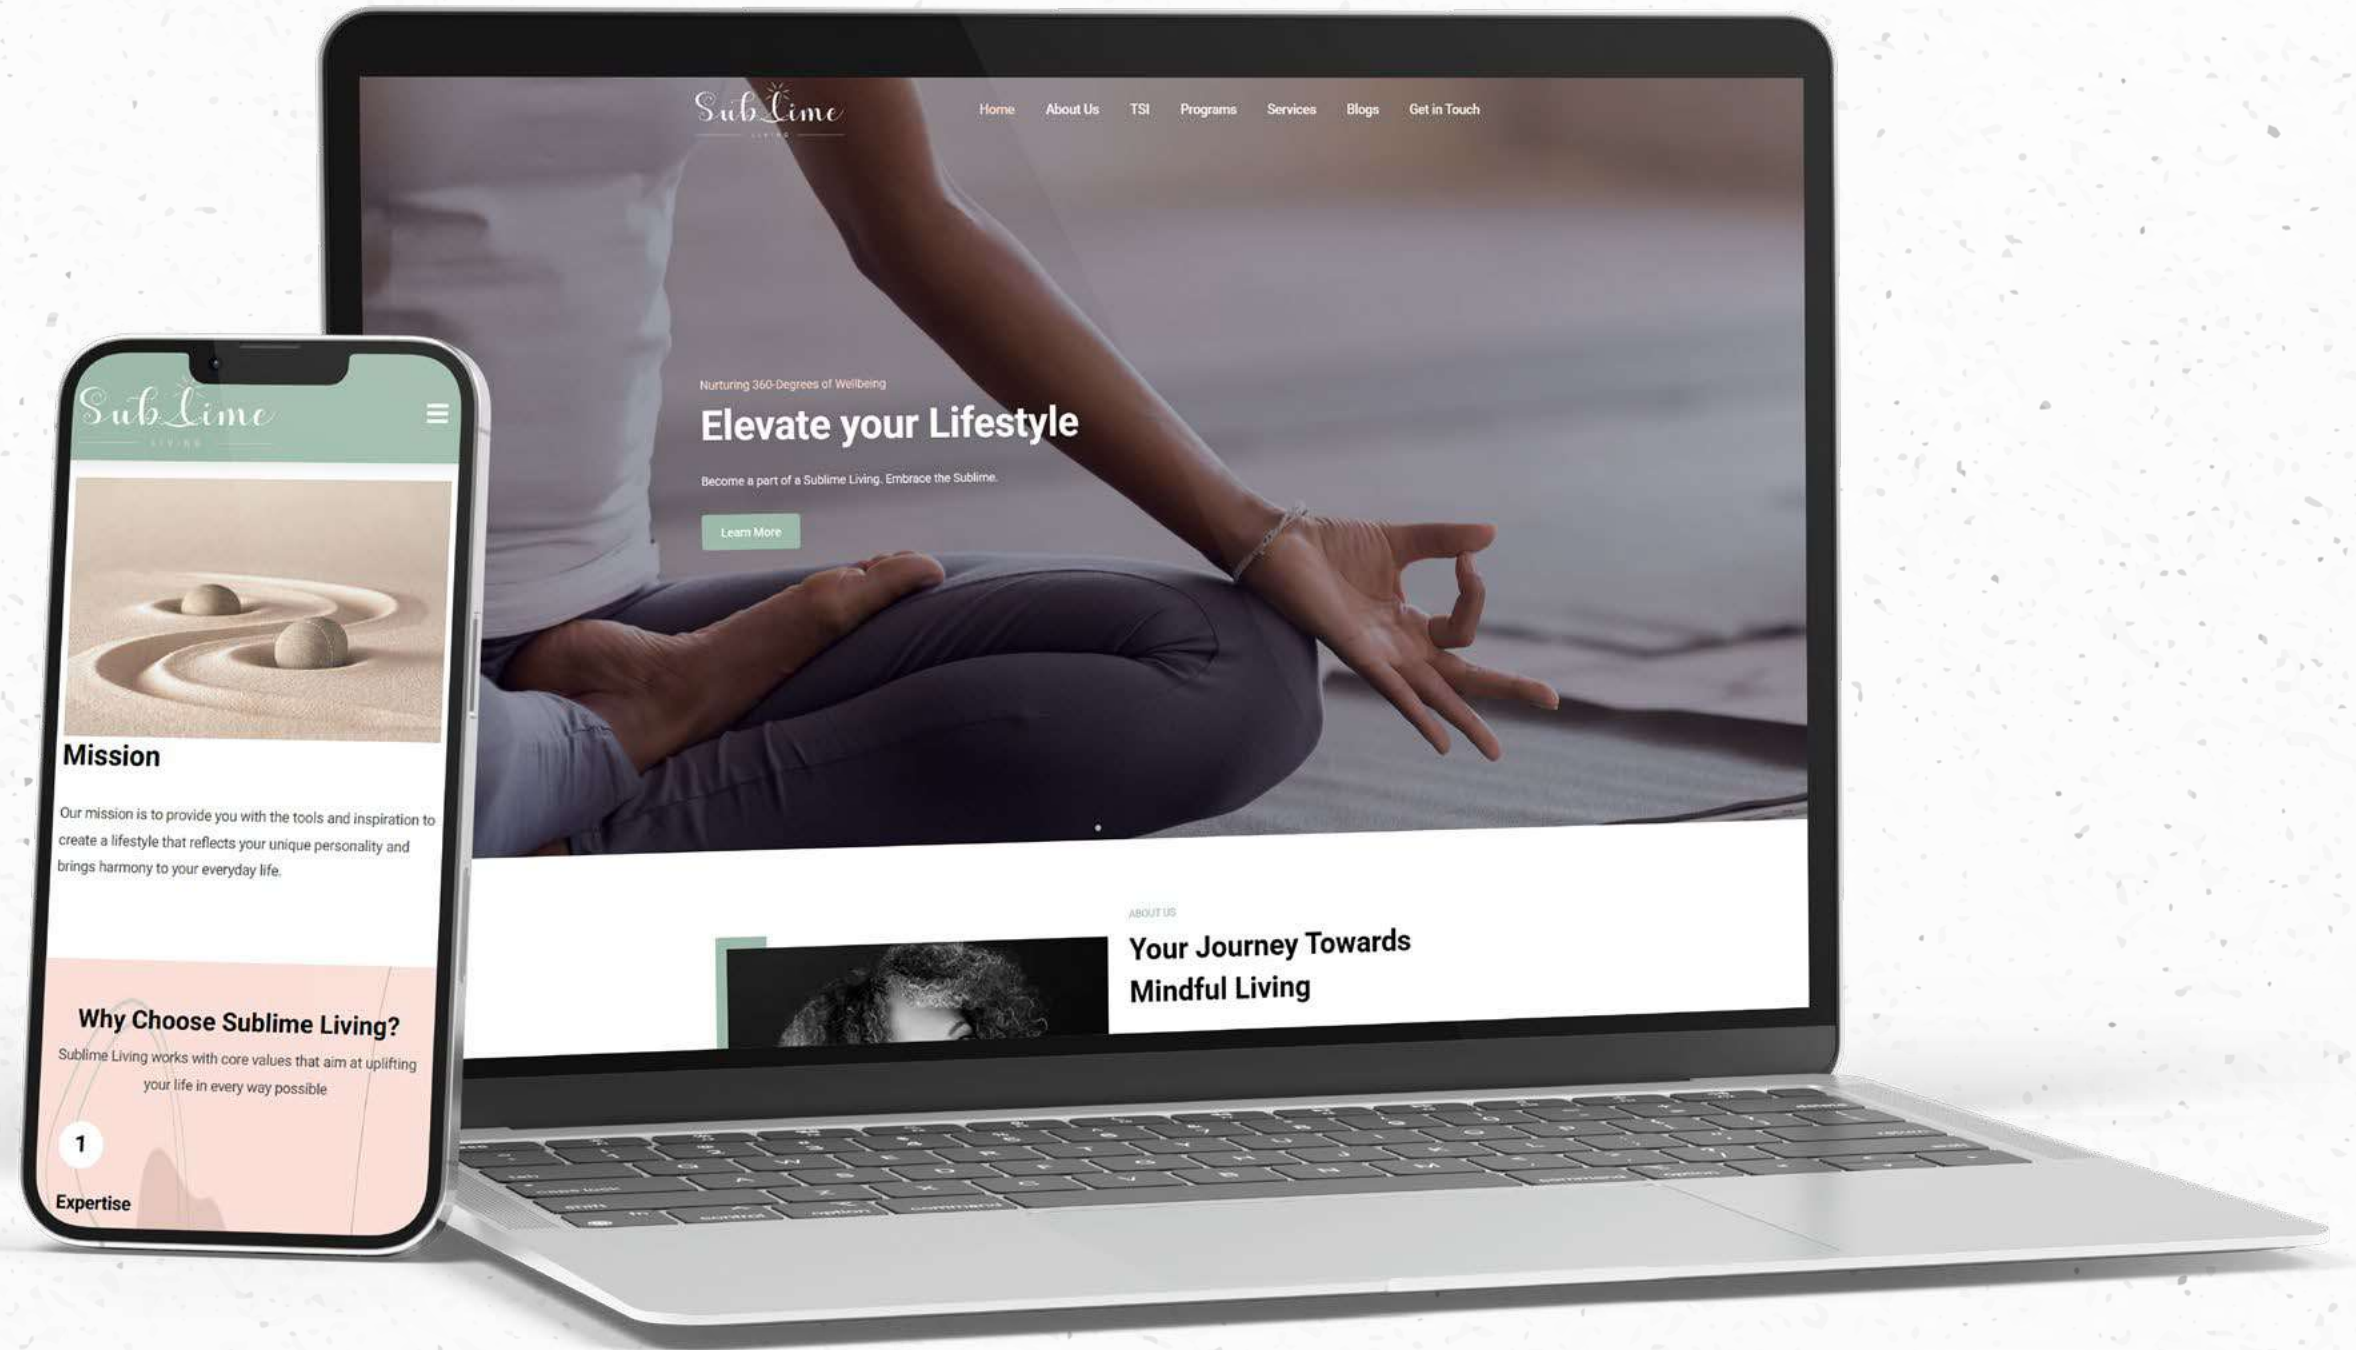 Sublime
LIVING
Home About Us TSI Programs Services Blogs Get in Touch
Nurturing 360-Degrees of Wellbeing
Elevate your Lifestyle
Become a part of a Sublime Living. Embrace the Sublime.
Learn More
ABOUT US
Your Journey Towards
Mindful Living
Sublime
LIVING
Mission
Our mission is to provide you with the tools and inspiration to
create a lifestyle that reflects your unique personality and
brings harmony to your everyday life.
Why Choose Sublime Living?
Sublime Living works with core values that aim at uplifting
your life in every way possible
1
Expertise